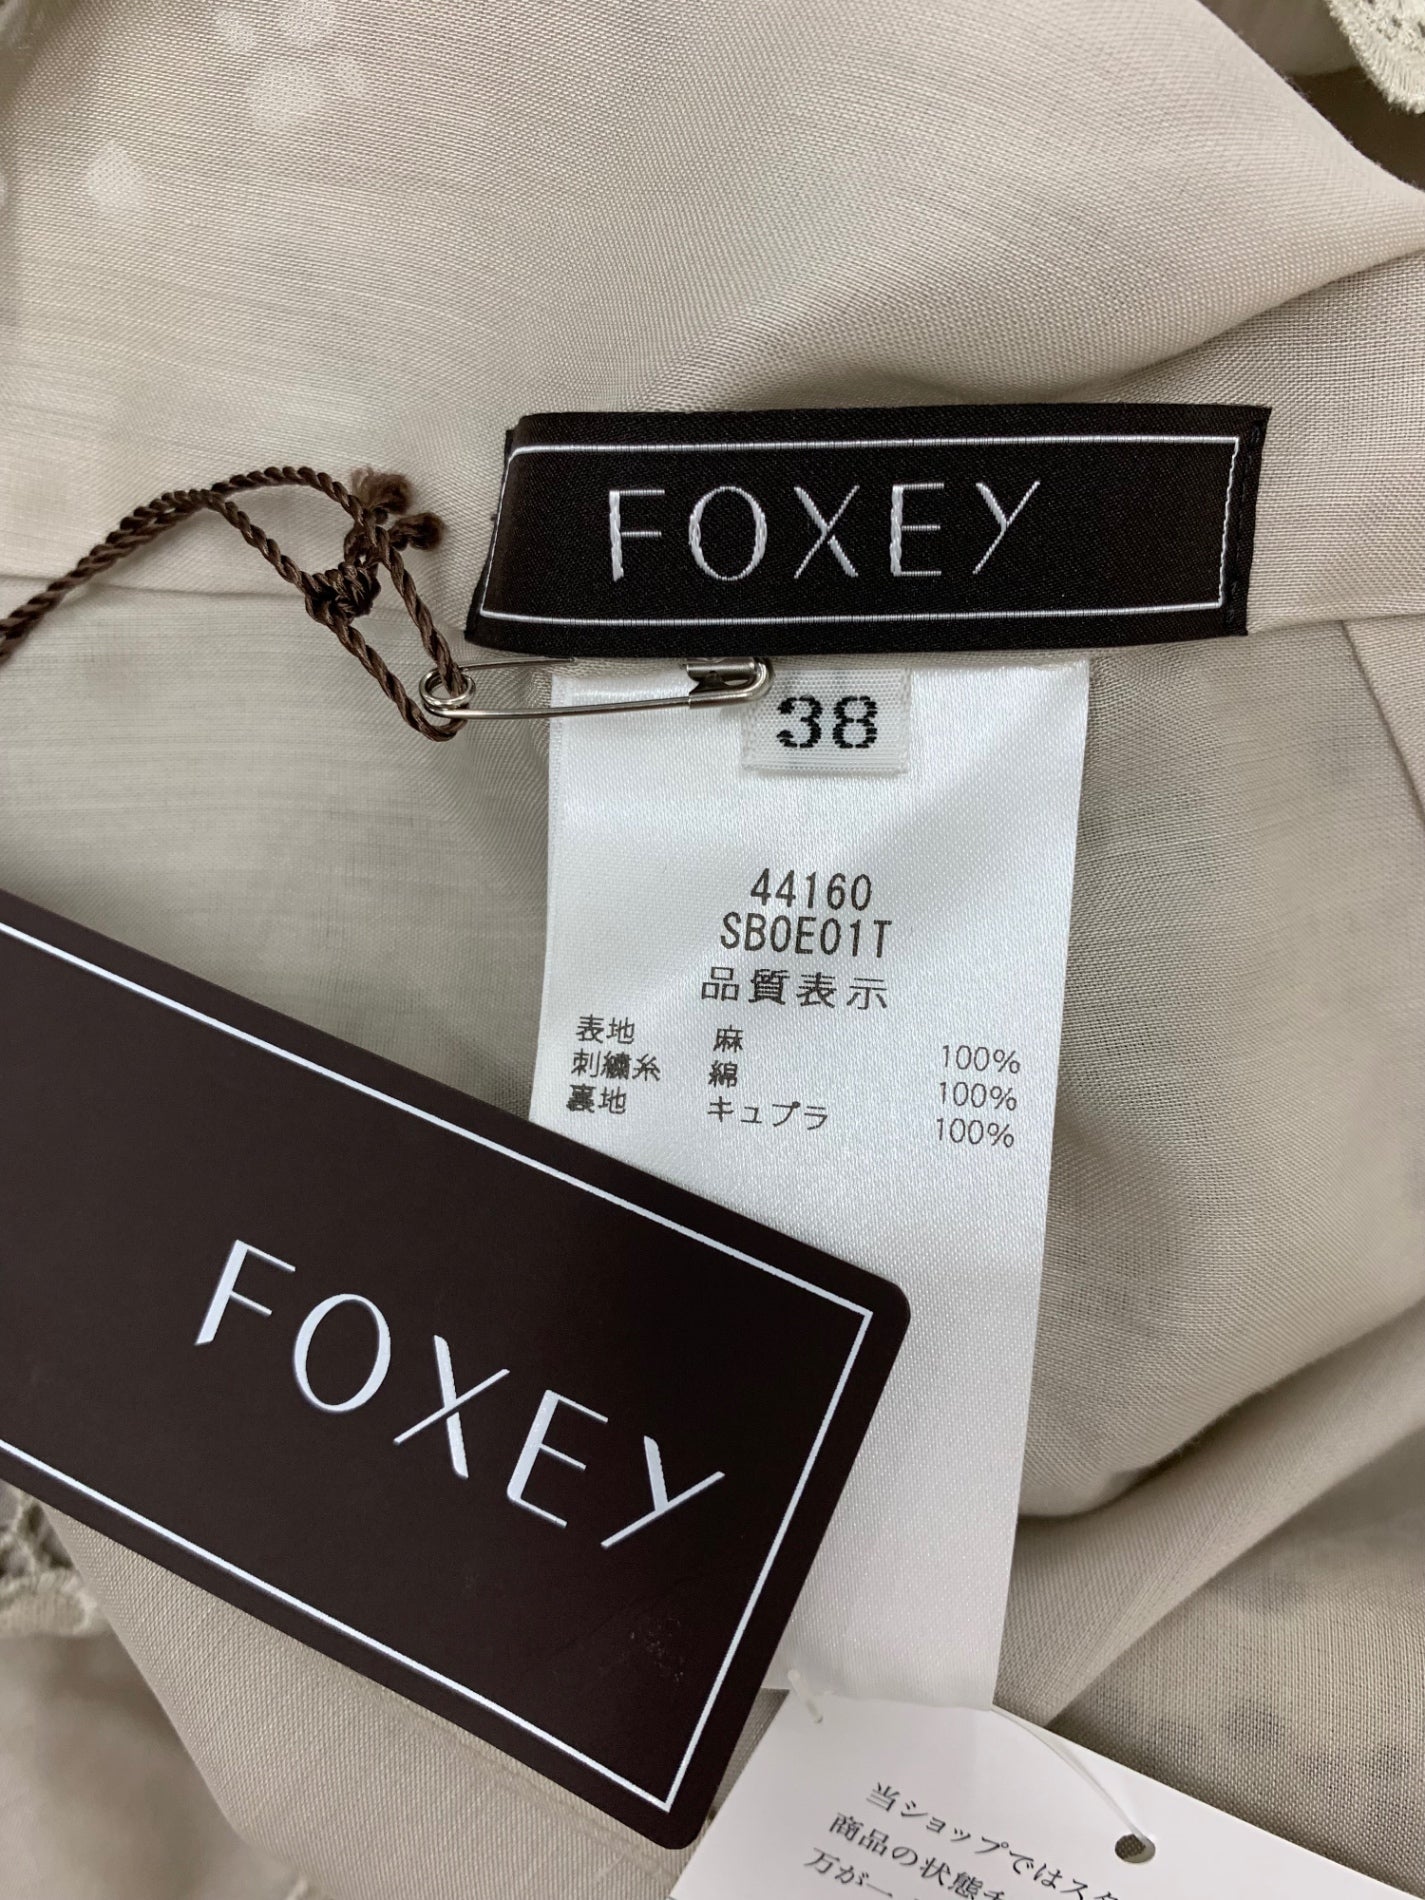 FOXEY
38
44160
SB0E01T
品質表示
表地 麻 100%
刺繍糸 綿 100%
裏地 キュプラ 100%
FOXEY
当ショップではスタ
商品の状態チ
万が一